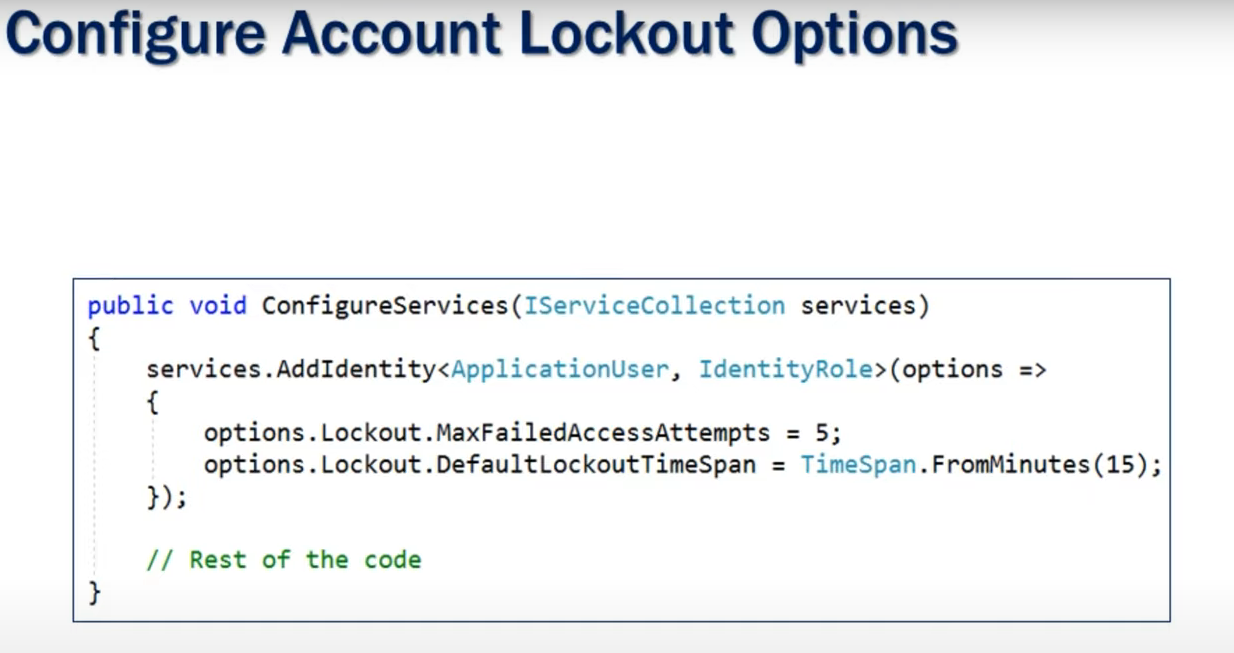 Configure Account Lockout Options
public void ConfigureServices(IServiceCollection services)
{
    services.AddIdentity<ApplicationUser, IdentityRole>(options =>
    {
        options.Lockout.MaxFailedAccessAttempts = 5;
        options.Lockout.DefaultLockoutTimeSpan = TimeSpan.FromMinutes(15);
    });
    // Rest of the code
}